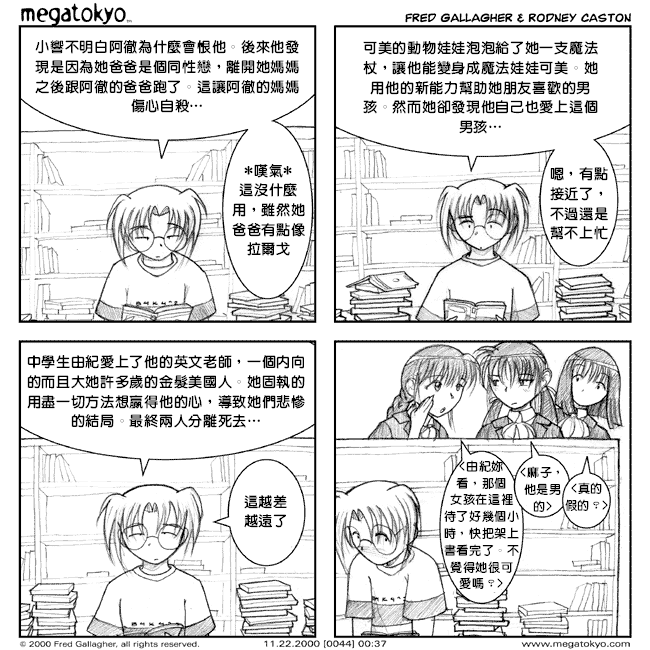 megatokyo™
FRED GALLAGHER & RODNEY CASTON
小響不明白阿徹為什麼會恨他。後來他發
現是因為她爸爸是個同性戀，離開她媽媽
之後跟阿徹的爸爸跑了。這讓阿徹的媽媽
傷心自殺…
*嘆氣*
這沒什麼
用，雖然她
爸爸有點像
拉爾戈
可美的動物娃娃泡泡給了她一支魔法
杖，讓他能變身成魔法娃娃可美。她
用他的新能力幫助她朋友喜歡的男
孩。然而她卻發現他自己也愛上這個
男孩…
嗯，有點
接近了，
不過還是
幫不上忙
中學生由紀愛上了他的英文老師，一個內向
的而且大她許多歲的金髮美國人。她固執的
用盡一切方法想贏得他的心，導致她們悲慘
的結局。最終兩人分離死去…
這越差
越遠了
<由紀妳
看，那個
女孩在這裡
待了好幾個小
時，快把架上
書看完了。不
覺得她很可
愛嗎？>
<麻子，
他是男
的>
<真的
假的？>
© 2000 Fred Gallagher, all rights reserved.
11.22.2000 [0044] 00:37
www.megatokyo.com